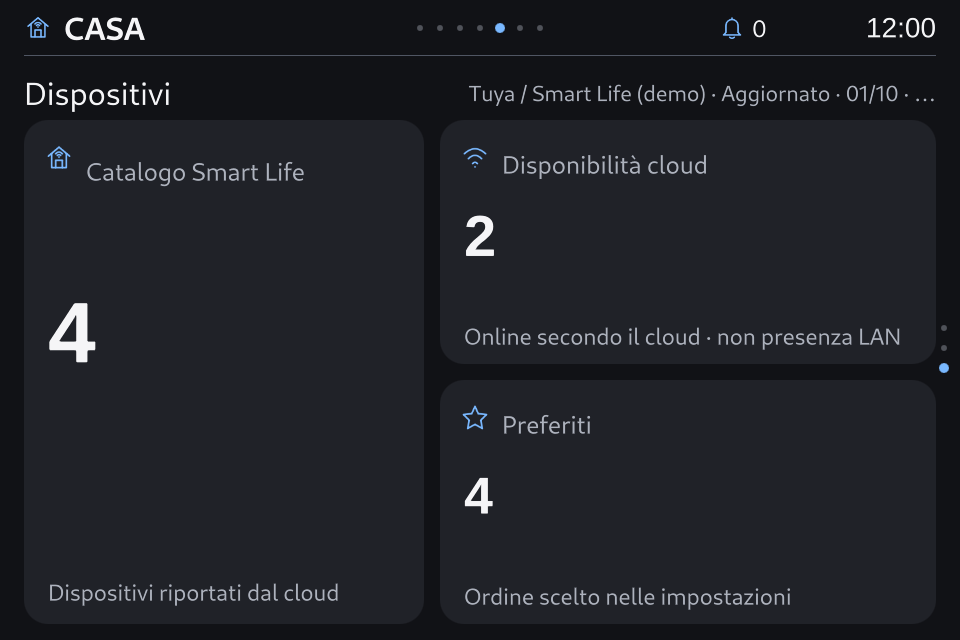 CASA
0
12:00
Dispositivi
Tuya / Smart Life (demo) · Aggiornato · 01/10 · …
Catalogo Smart Life
4
Dispositivi riportati dal cloud
Disponibilità cloud
2
Online secondo il cloud · non presenza LAN
Preferiti
4
Ordine scelto nelle impostazioni